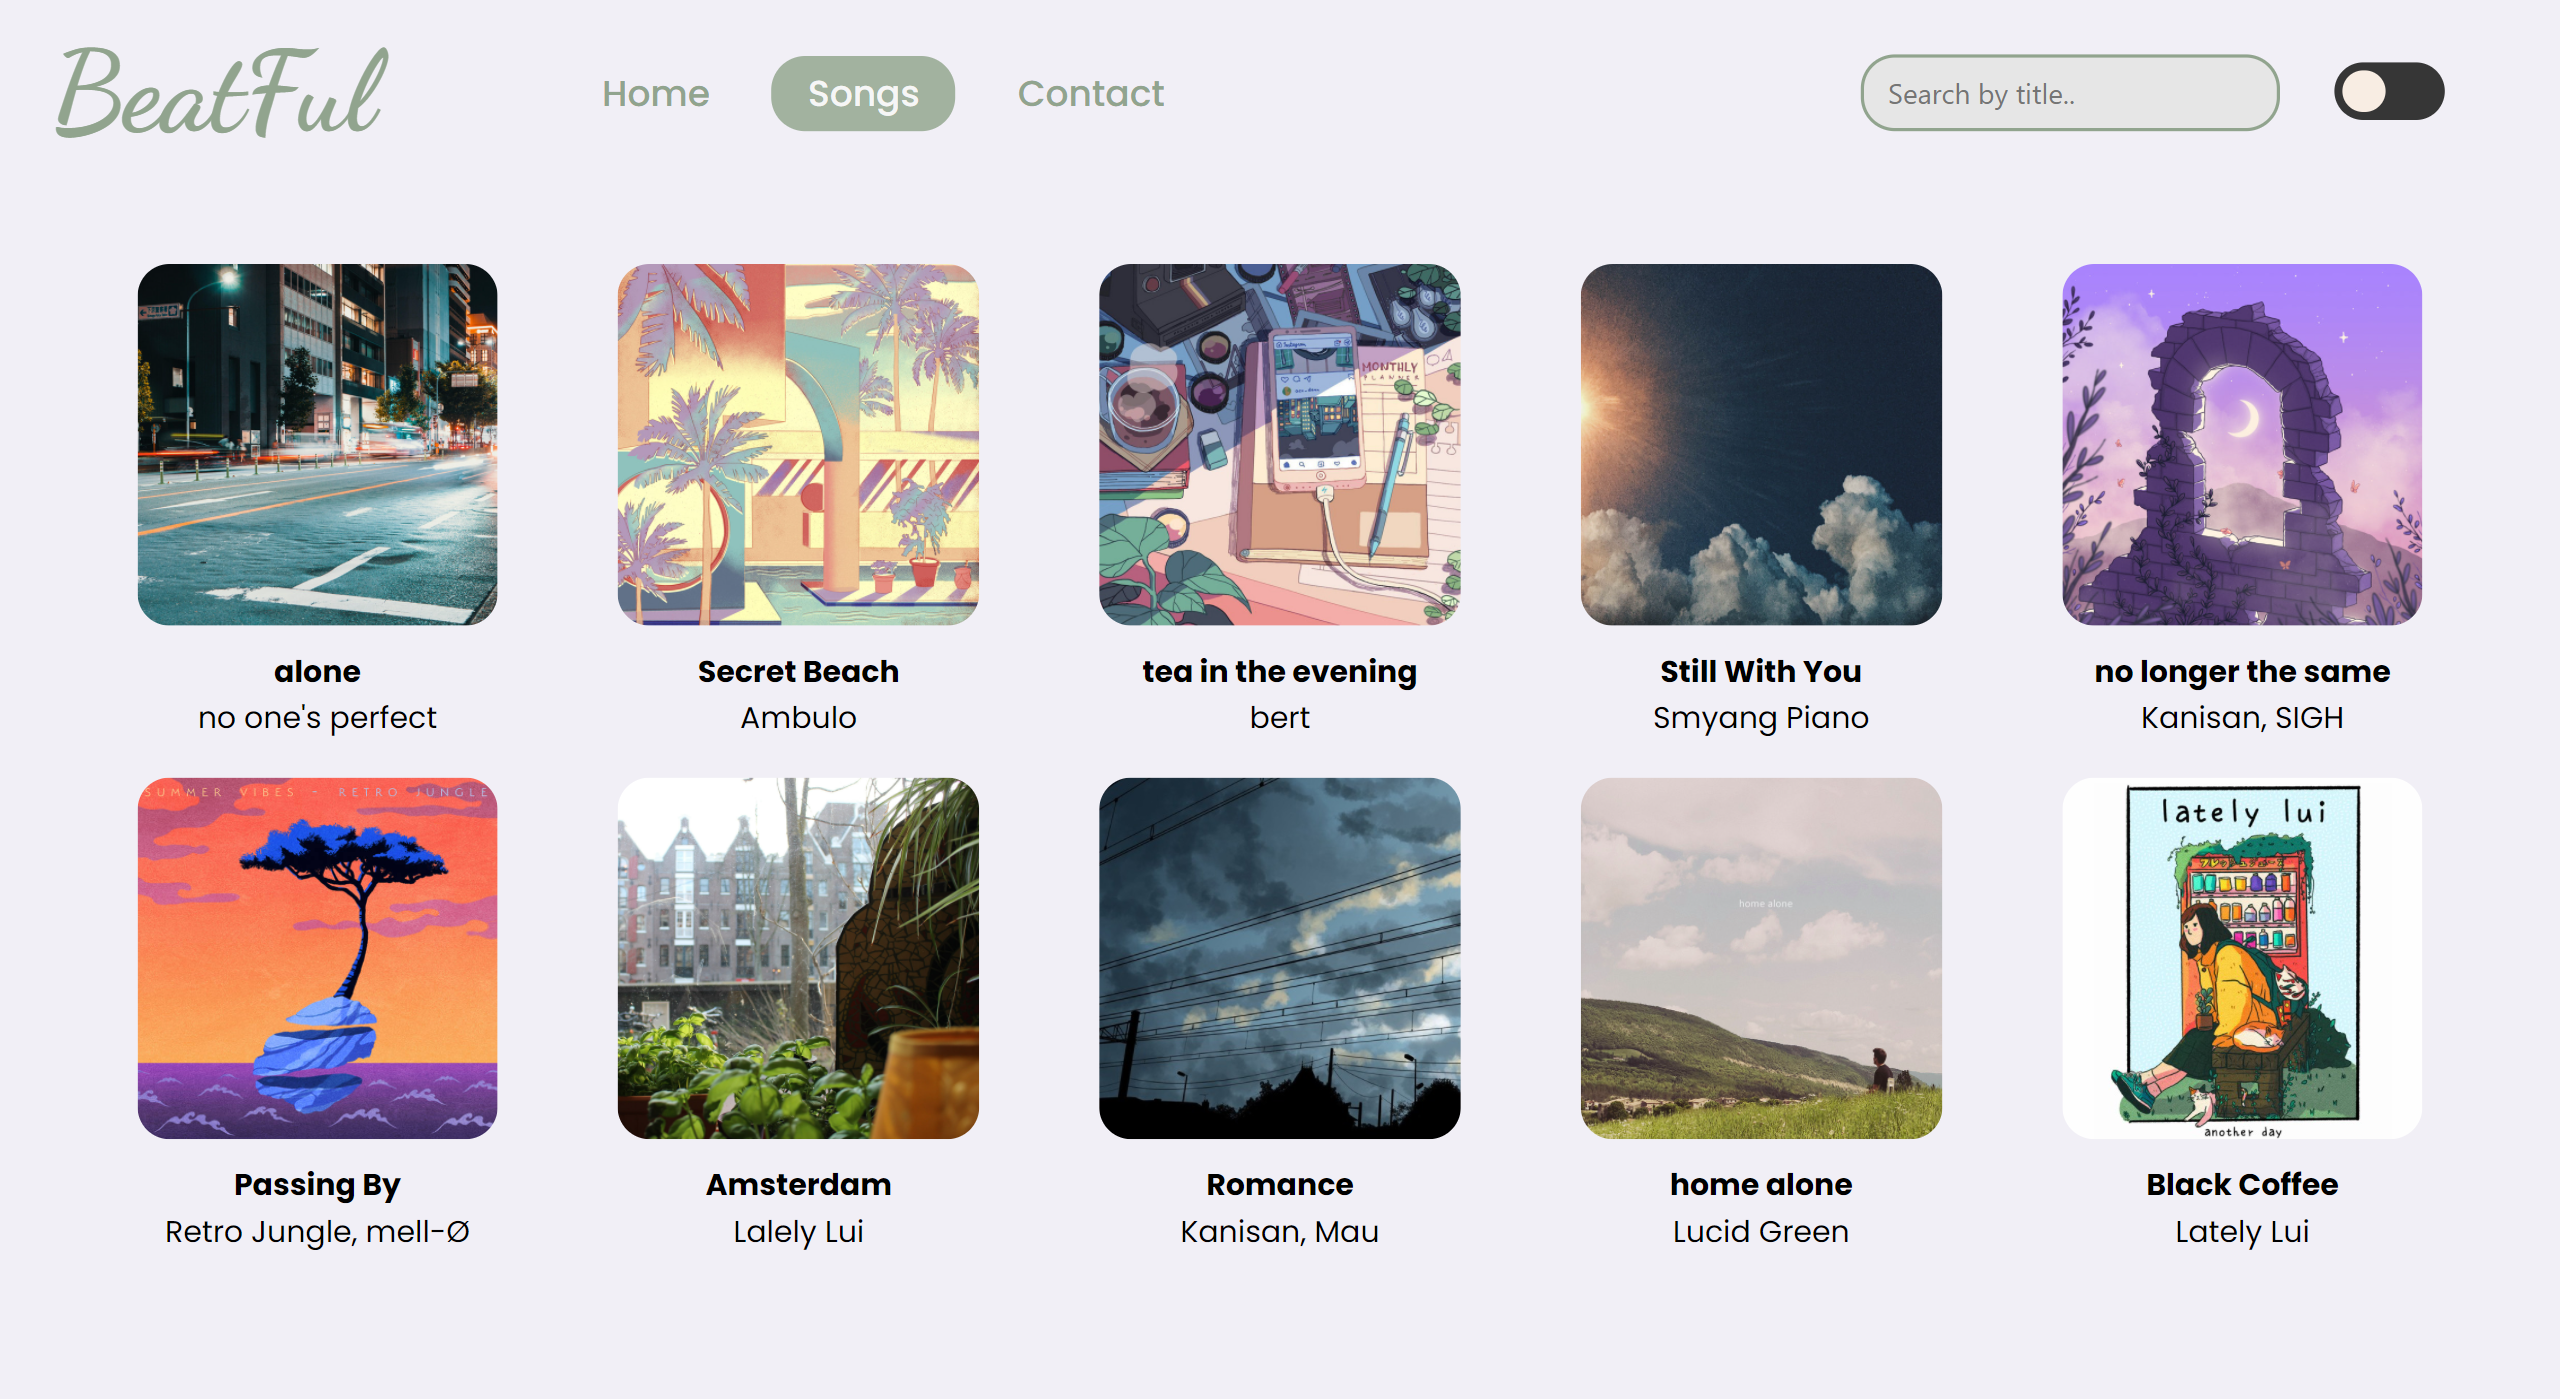 BeatFul
Home
Songs
Contact
Search by title..
MONTHLY
PLANNER
alone
no one's perfect
Secret Beach
Ambulo
tea in the evening
bert
Still With You
Smyang Piano
no longer the same
Kanisan, SIGH
SUMMER VIBES - RETRO JUNGLE
home alone
lately lui
another day
Passing By
Retro Jungle, mell-Ø
Amsterdam
Lalely Lui
Romance
Kanisan, Mau
home alone
Lucid Green
Black Coffee
Lately Lui